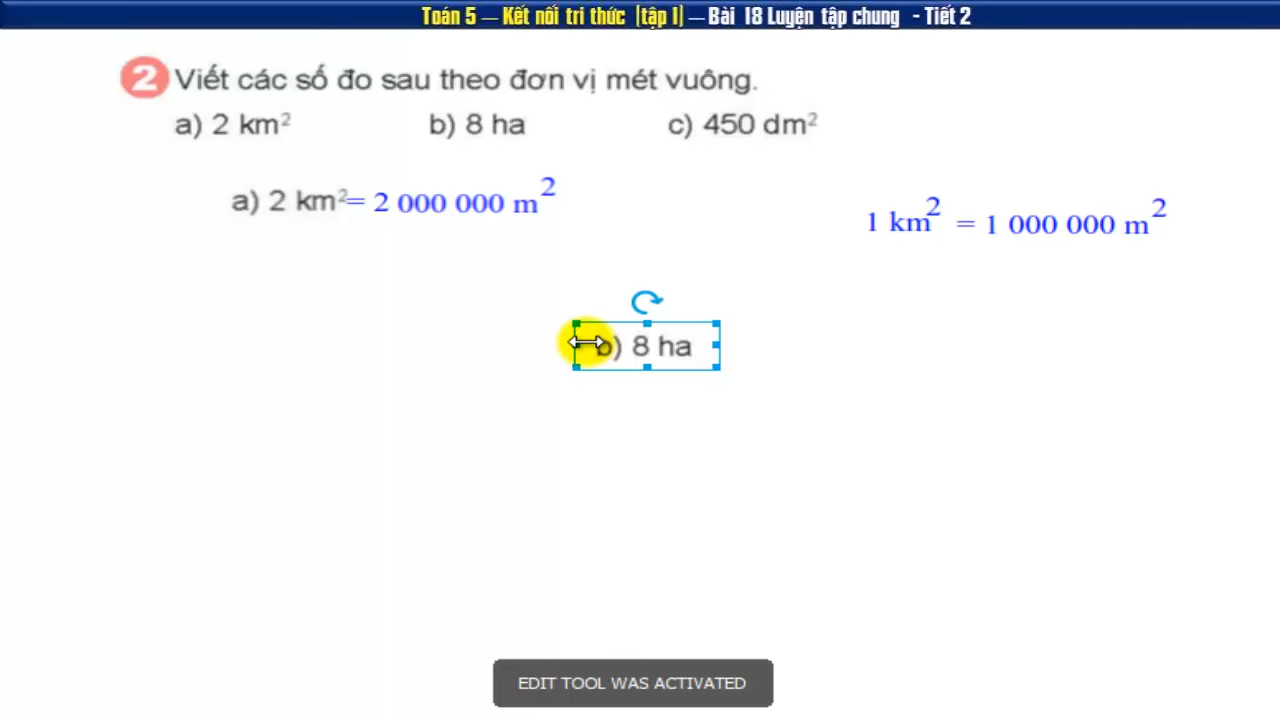 Toán 5 – Kết nối tri thức (tập 1) – Bài 18 Luyện tập chung - Tiết 2
2 Viết các số đo sau theo đơn vị mét vuông.
a) 2 km² b) 8 ha c) 450 dm²
a) 2 km² = 2 000 000 m²
1 km² = 1 000 000 m²
b) 8 ha
EDIT TOOL WAS ACTIVATED